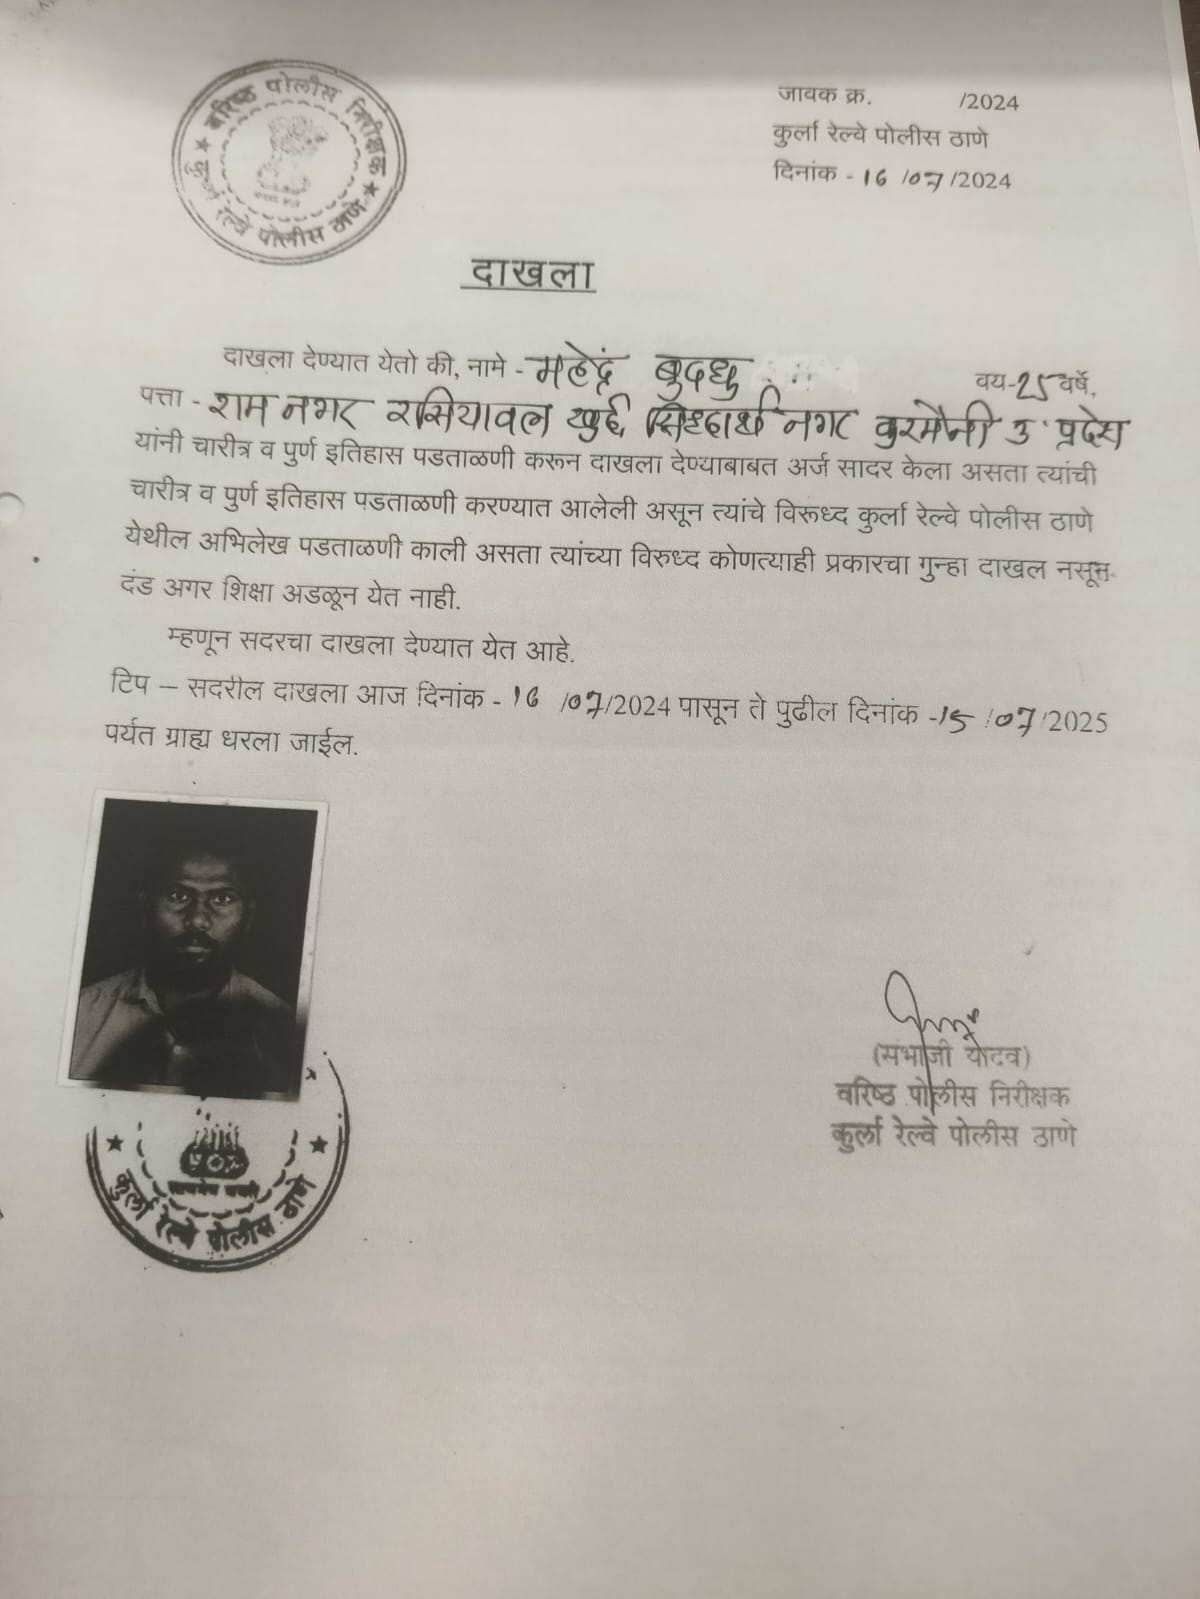 वरिष्ठ पोलीस निरीक्षक
कुर्ला रेल्वे पोलीस ठाणे
जावक क्र. /2024
कुर्ला रेल्वे पोलीस ठाणे
दिनांक - 16 /07 /2024
दाखला
दाखला देण्यात येतो की, नामे - महेंद्र बुदधु वय-25 वर्षे,
पत्ता - राम नगर रसियावल खुर्द सिध्दार्थ नगर कुरमौनी उ. प्रदेश
यांनी चारीत्र व पुर्ण इतिहास पडताळणी करून दाखला देण्याबाबत अर्ज सादर केला असता त्यांची
चारीत्र व पुर्ण इतिहास पडताळणी करण्यात आलेली असून त्यांचे विरूध्द कुर्ला रेल्वे पोलीस ठाणे
येथील अभिलेख पडताळणी काली असता त्यांच्या विरुध्द कोणत्याही प्रकारचा गुन्हा दाखल नसून
दंड अगर शिक्षा अडळून येत नाही.
म्हणून सदरचा दाखला देण्यात येत आहे.
टिप – सदरील दाखला आज दिनांक - 16 /07/2024 पासून ते पुढील दिनांक -15 /07/2025
पर्यत ग्राह्य धरला जाईल.
(संभाजी यादव)
वरिष्ठ पोलीस निरीक्षक
कुर्ला रेल्वे पोलीस ठाणे
कुर्ला रेल्वे पोलीस ठाणे